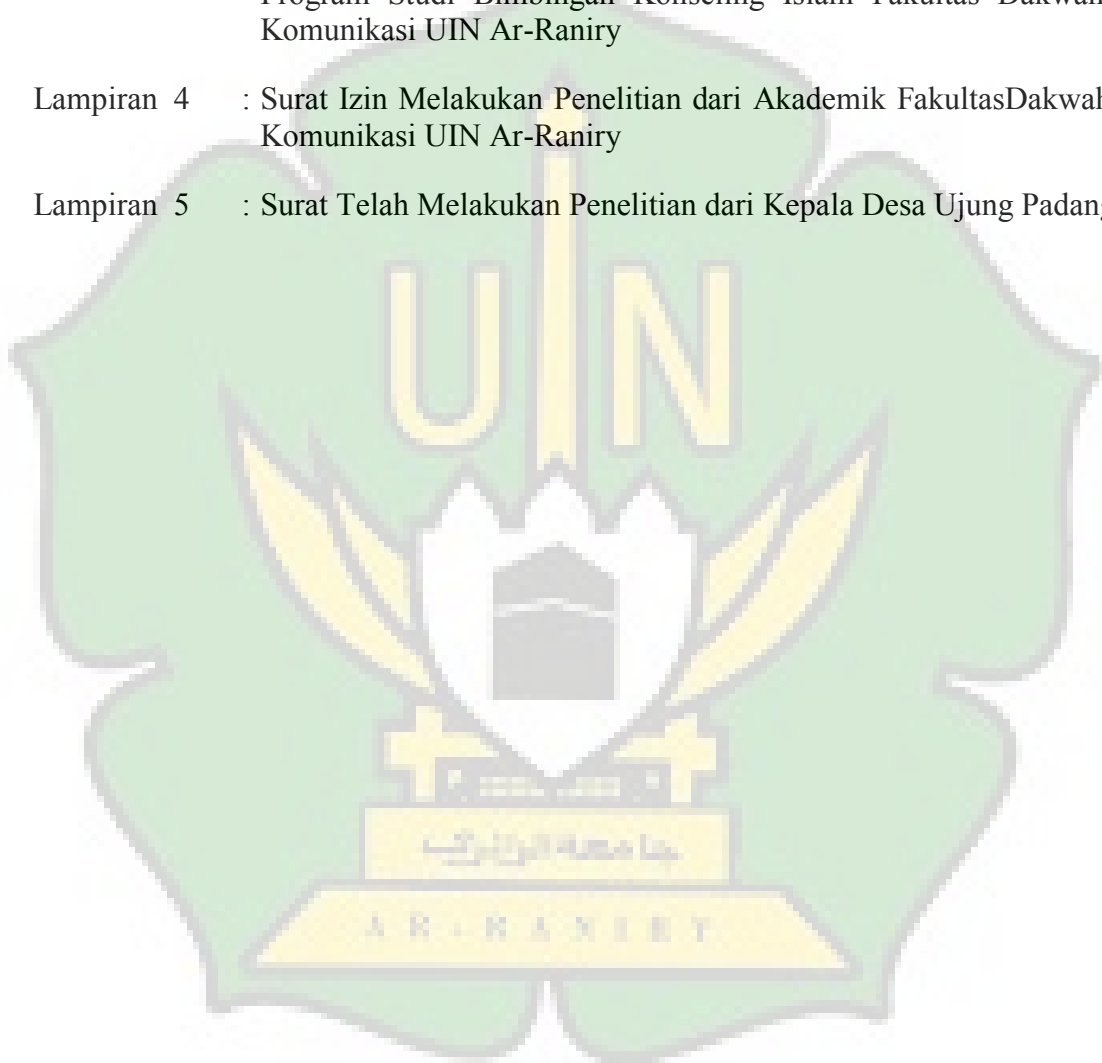 Program Studi Bimbingan Konseling Islam Fakultas Dakwah
Komunikasi UIN Ar-Raniry
Lampiran 4 : Surat Izin Melakukan Penelitian dari Akademik FakultasDakwah
Komunikasi UIN Ar-Raniry
Lampiran 5 : Surat Telah Melakukan Penelitian dari Kepala Desa Ujung Padang
UIN
جامعة الرانيري
AR-RANIRY